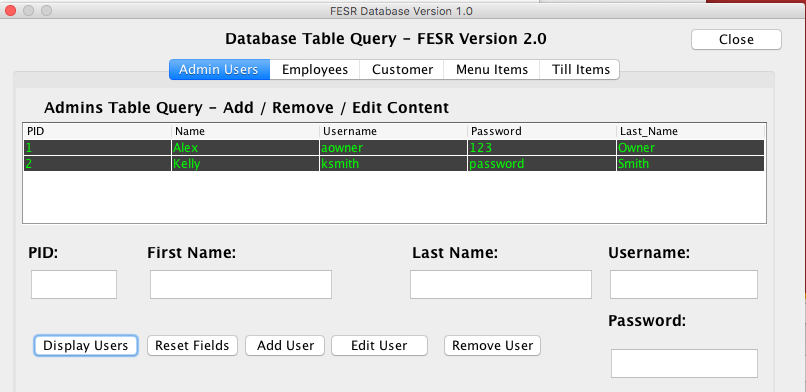 FESR Database Version 1.0
Database Table Query - FESR Version 2.0
Close
Admin Users Employees Customer Menu Items Till Items
Admins Table Query - Add / Remove / Edit Content
PID Name Username Password Last_Name
1 Alex aowner 123 Owner
2 Kelly ksmith password Smith
PID: First Name: Last Name: Username:
Password:
Display Users Reset Fields Add User Edit User Remove User